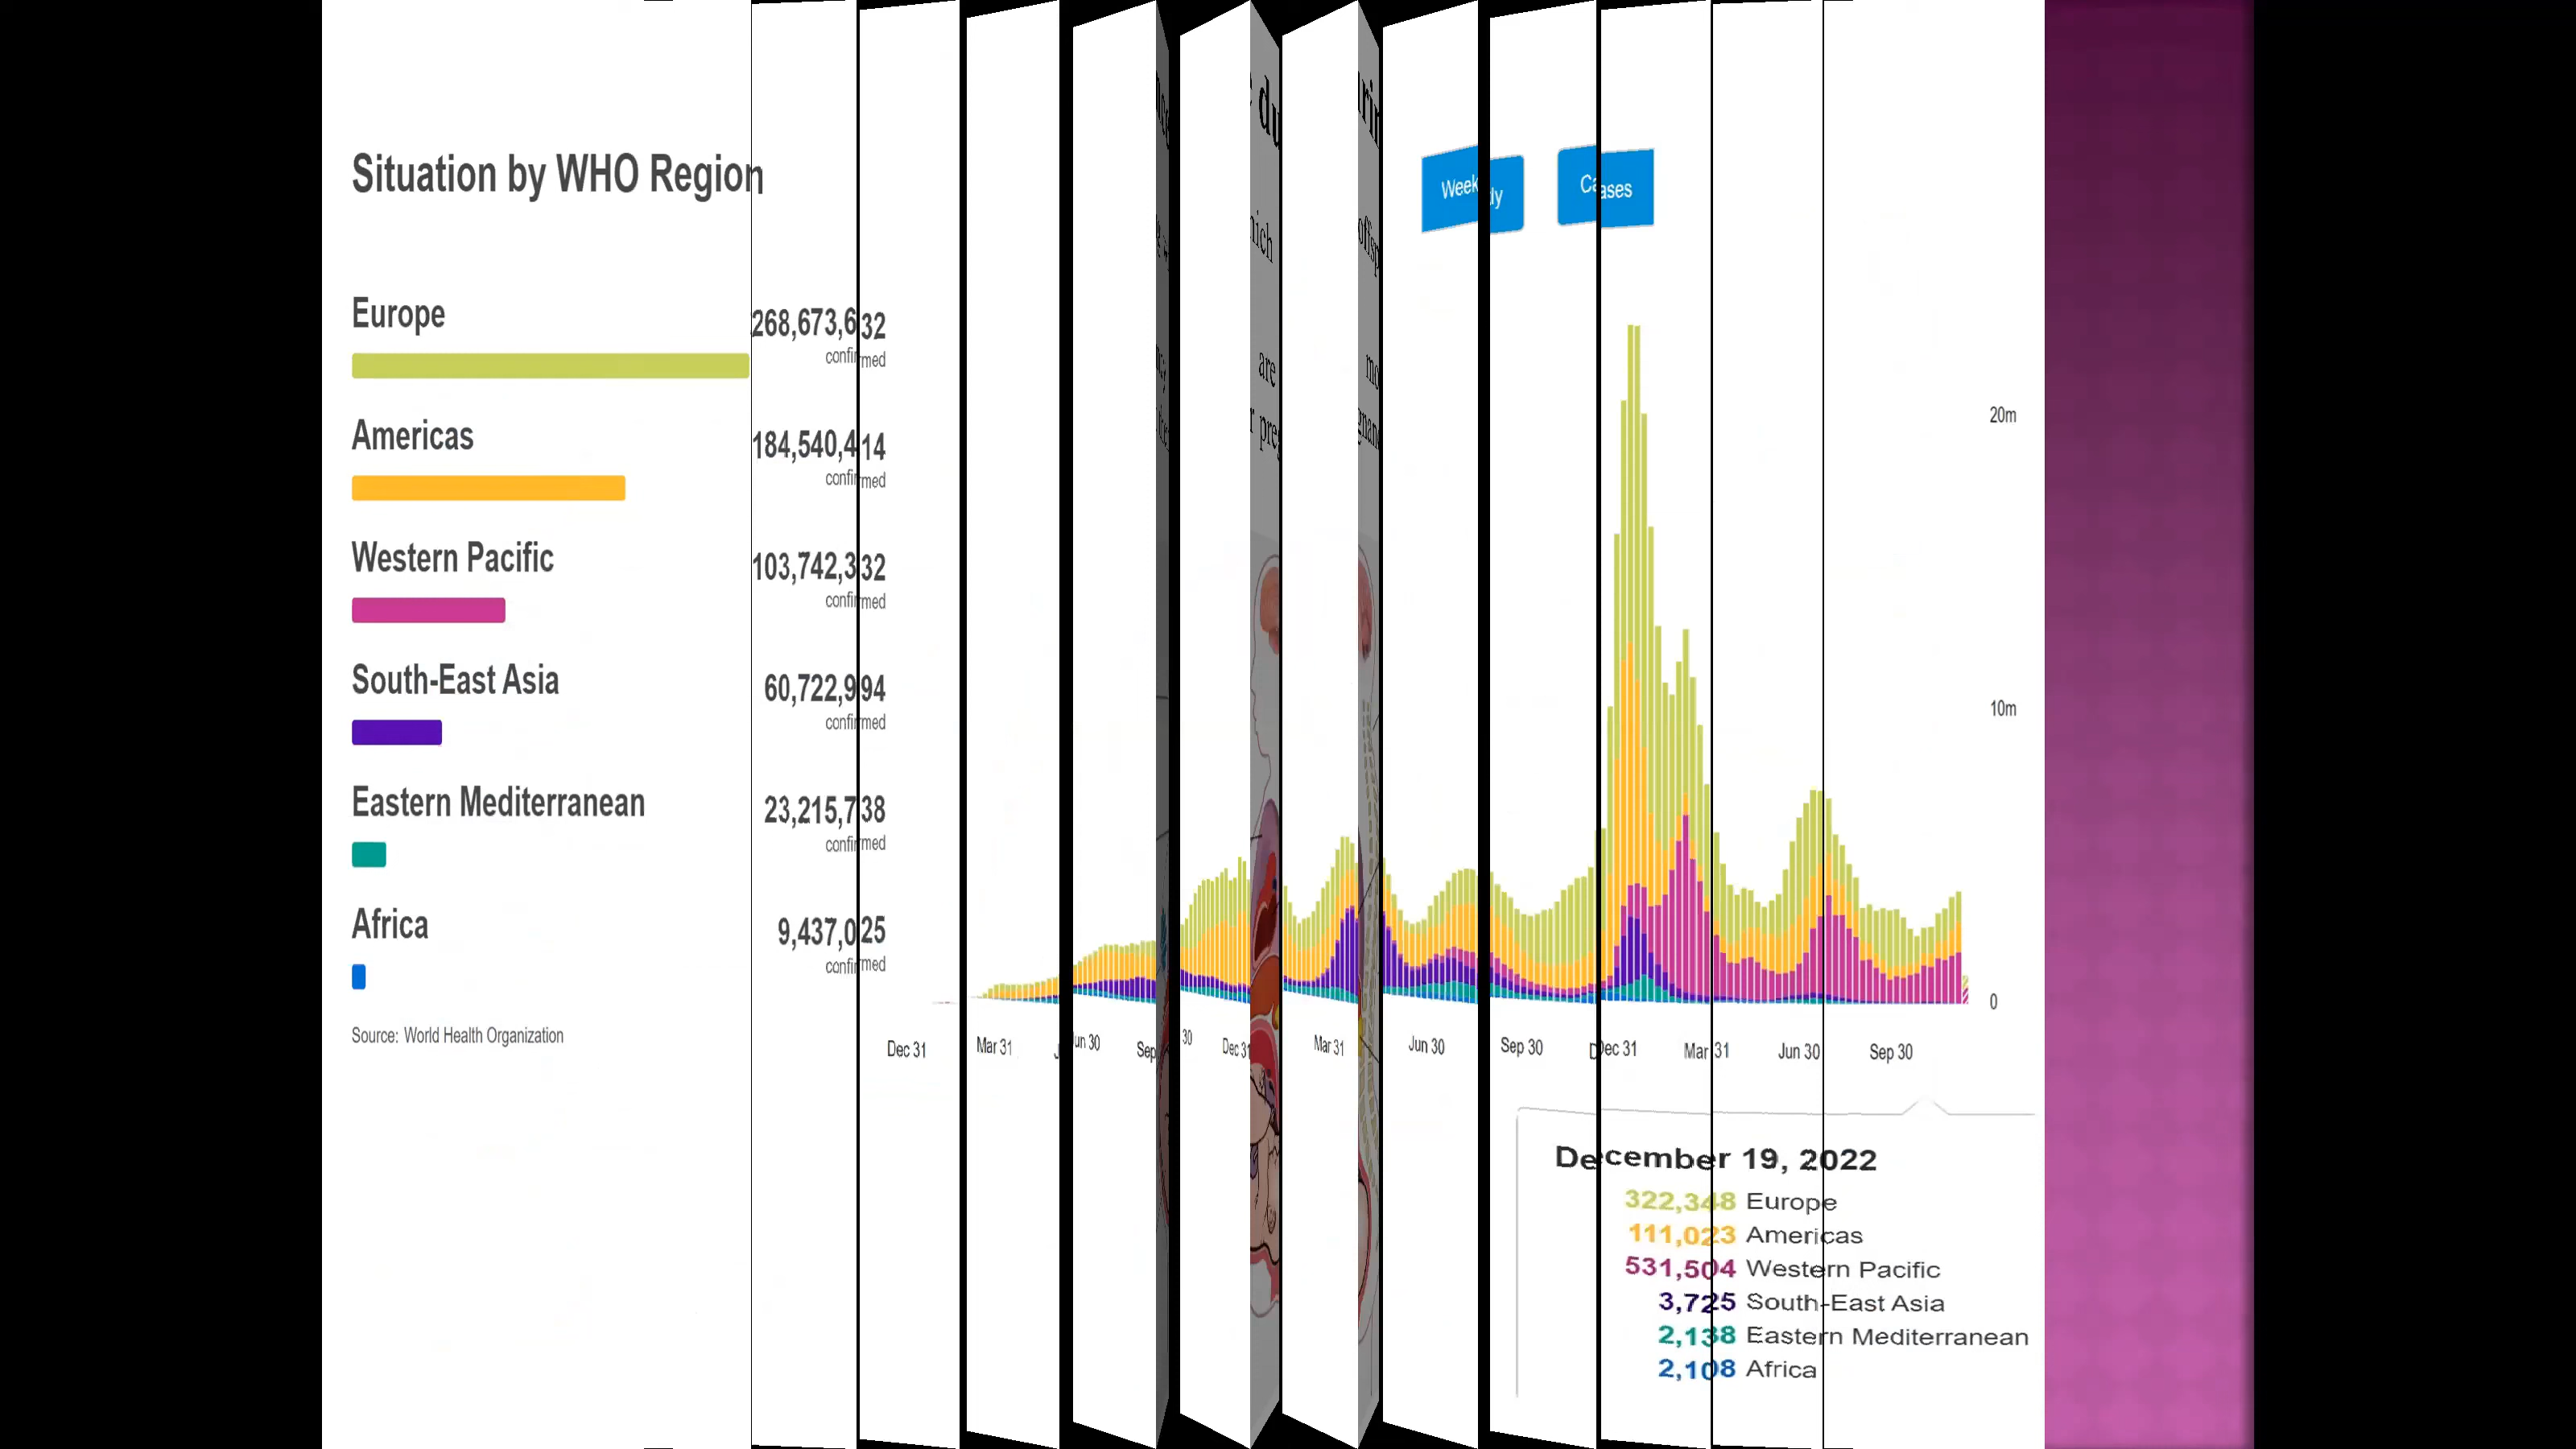 Situation by WHO Region
Weekly
Cases
Europe
268,673,632
confirmed
Americas
184,540,414
confirmed
Western Pacific
103,742,332
confirmed
South-East Asia
60,722,994
confirmed
Eastern Mediterranean
23,215,738
confirmed
Africa
9,437,025
confirmed
Source: World Health Organization
20m
10m
0
Dec 31 Mar 31 Jun 30 Sep 30 Dec 31 Mar 31 Jun 30 Sep 30 Dec 31 Mar 31 Jun 30 Sep 30
December 19, 2022
322,348 Europe
111,023 Americas
531,504 Western Pacific
3,725 South-East Asia
2,138 Eastern Mediterranean
2,108 Africa
are